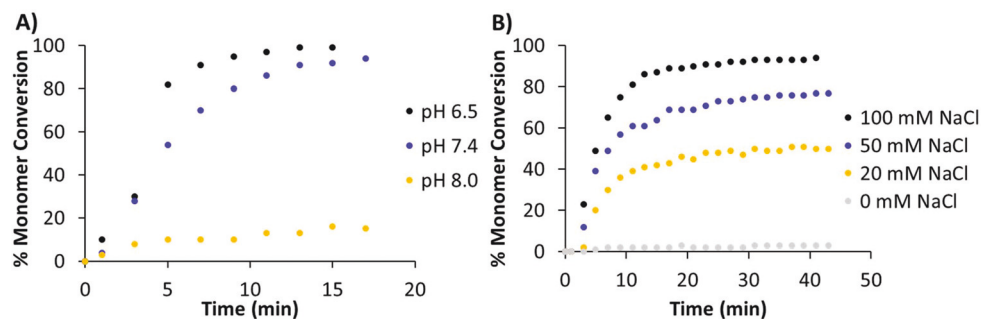 A)
% Monomer Conversion
100
80
60
40
20
0
0 5 10 15 20
Time (min)
pH 6.5
pH 7.4
pH 8.0
B)
% Monomer Conversion
100
80
60
40
20
0
0 10 20 30 40 50
Time (min)
100 mM NaCl
50 mM NaCl
20 mM NaCl
0 mM NaCl